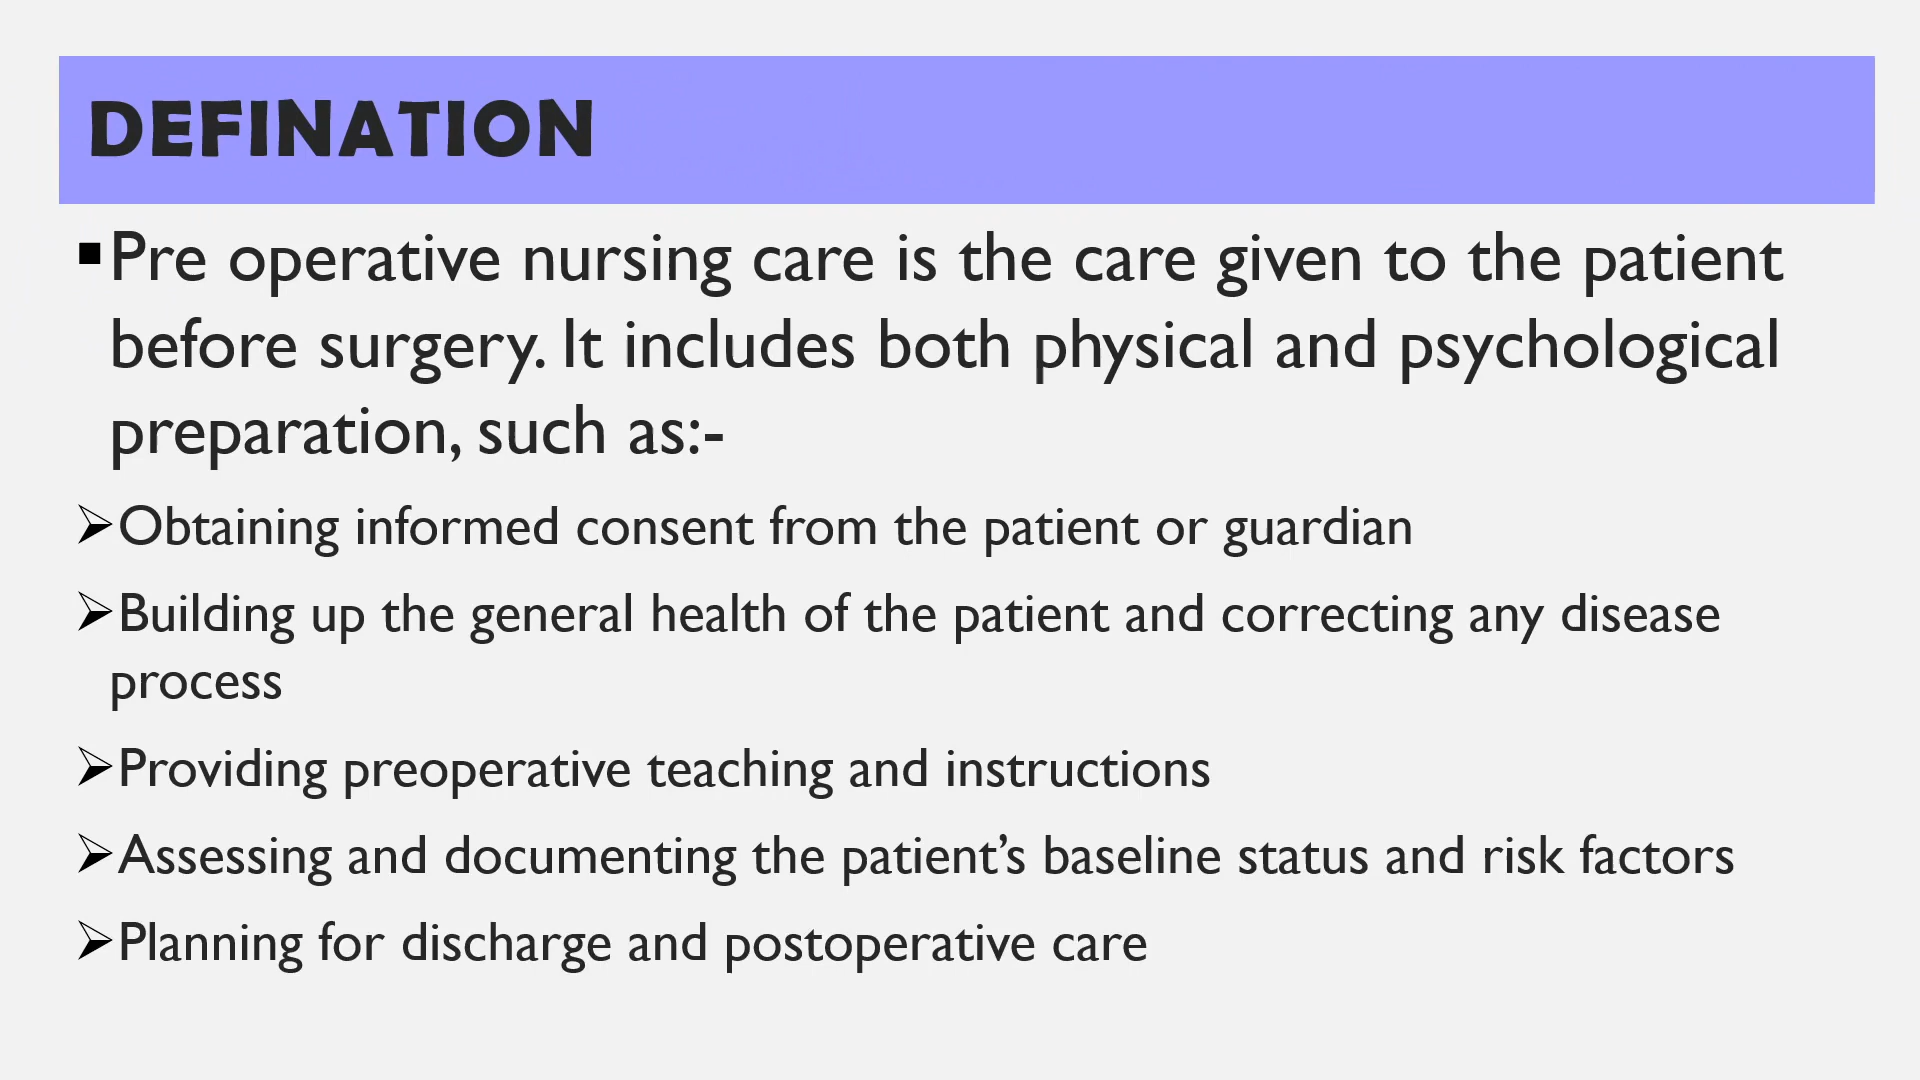 DEFINATION
▪Pre operative nursing care is the care given to the patient
before surgery. It includes both physical and psychological
preparation, such as:-
➢Obtaining informed consent from the patient or guardian
➢Building up the general health of the patient and correcting any disease
process
➢Providing preoperative teaching and instructions
➢Assessing and documenting the patient’s baseline status and risk factors
➢Planning for discharge and postoperative care